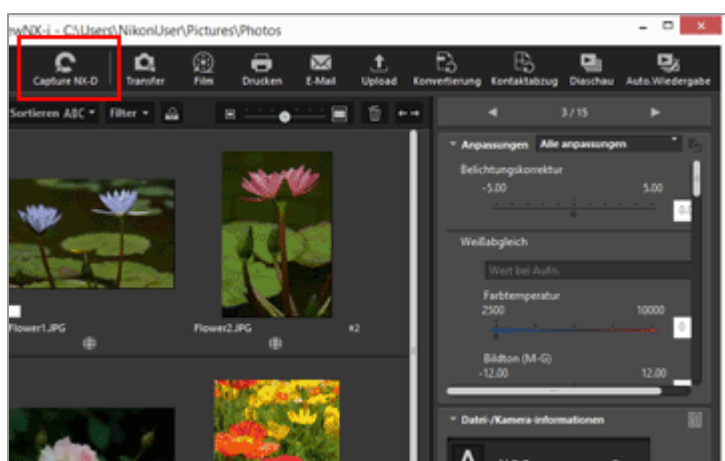 wNX-i - C:\Users\NikonUser\Pictures\Photos
Capture NX-D Transfer Film Drucken E-Mail Upload Konvertierung Kontaktabzug Diaschau Auto.Wiedergabe
Sortieren ABC Filter
3/15
Anpassungen Alle anpassungen
Belichtungskorrektur
-5.00 5.00
Weißabgleich
Wert bei Aufn.
Farbtemperatur
2500 10000
0
Flower1.JPG Flower2.JPG ×2
Bildton (M-G)
-12.00 12.00
Datei-/Kamera-informationen
A